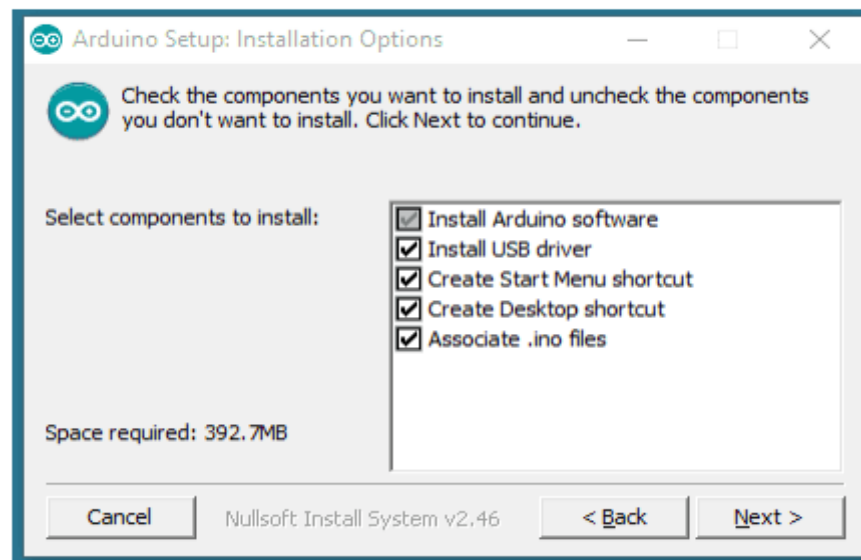 Arduino Setup: Installation Options
Check the components you want to install and uncheck the components
you don't want to install. Click Next to continue.
Select components to install:
Install Arduino software
Install USB driver
Create Start Menu shortcut
Create Desktop shortcut
Associate .ino files
Space required: 392.7MB
Cancel
Nullsoft Install System v2.46
< Back
Next >